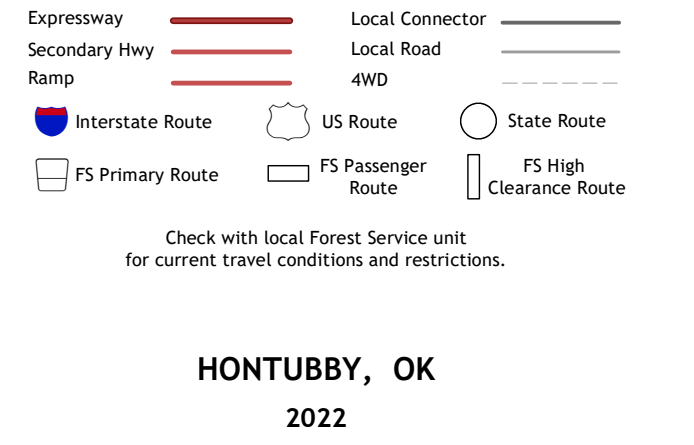 Expressway
Local Connector
Secondary Hwy
Local Road
Ramp
4WD
Interstate Route
US Route
State Route
FS Primary Route
FS Passenger
Route
FS High
Clearance Route
Check with local Forest Service unit
for current travel conditions and restrictions.
HONTUBBY, OK
2022